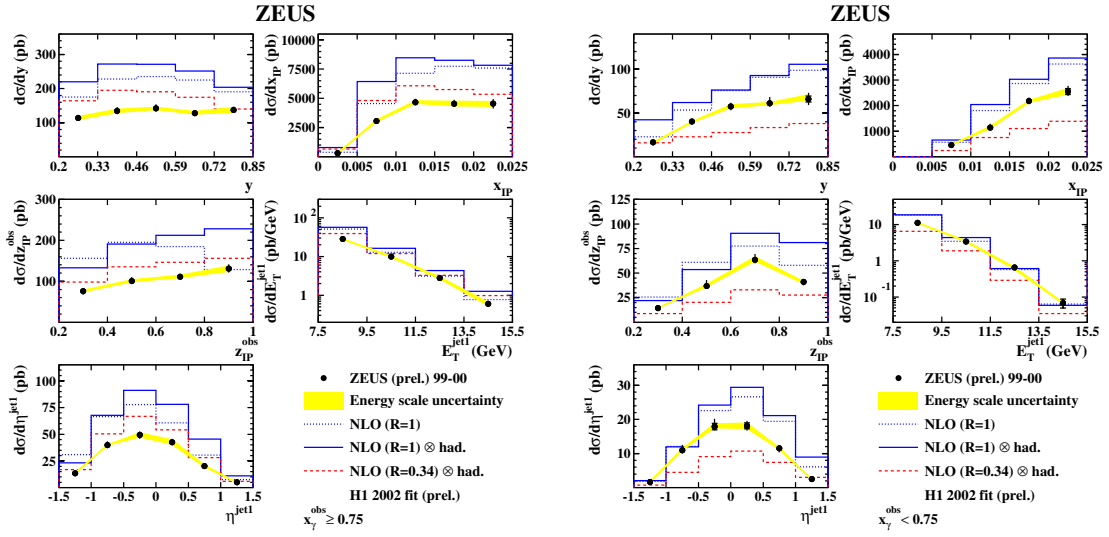 ZEUS
dσ/dy (pb)
300
200
100
0.2 0.33 0.46 0.59 0.72 0.85
y
dσ/dx_IP (pb)
10000
7500
5000
2500
0 0.005 0.01 0.015 0.02 0.025
x_IP
dσ/dz_IP^obs (pb)
300
200
100
0.2 0.4 0.6 0.8 1
z_IP^obs
dσ/dE_T^jet1 (pb/GeV)
10^2
10
1
7.5 9.5 11.5 13.5 15.5
E_T^jet1 (GeV)
dσ/dη^jet1 (pb)
100
75
50
25
-1.5 -1 -0.5 0 0.5 1 1.5
η^jet1
ZEUS (prel.) 99-00
Energy scale uncertainty
NLO (R=1)
NLO (R=1) ⊗ had.
NLO (R=0.34) ⊗ had.
H1 2002 fit (prel.)
x_γ^obs ≥ 0.75
ZEUS
dσ/dy (pb)
100
50
0.2 0.33 0.46 0.59 0.72 0.85
y
dσ/dx_IP (pb)
4000
3000
2000
1000
0 0.005 0.01 0.015 0.02 0.025
x_IP
dσ/dz_IP^obs (pb)
125
100
75
50
25
0.2 0.4 0.6 0.8 1
z_IP^obs
dσ/dE_T^jet1 (pb/GeV)
10
1
10^-1
7.5 9.5 11.5 13.5 15.5
E_T^jet1 (GeV)
dσ/dη^jet1 (pb)
30
20
10
0
-1.5 -1 -0.5 0 0.5 1 1.5
η^jet1
ZEUS (prel.) 99-00
Energy scale uncertainty
NLO (R=1)
NLO (R=1) ⊗ had.
NLO (R=0.34) ⊗ had.
H1 2002 fit (prel.)
x_γ^obs < 0.75